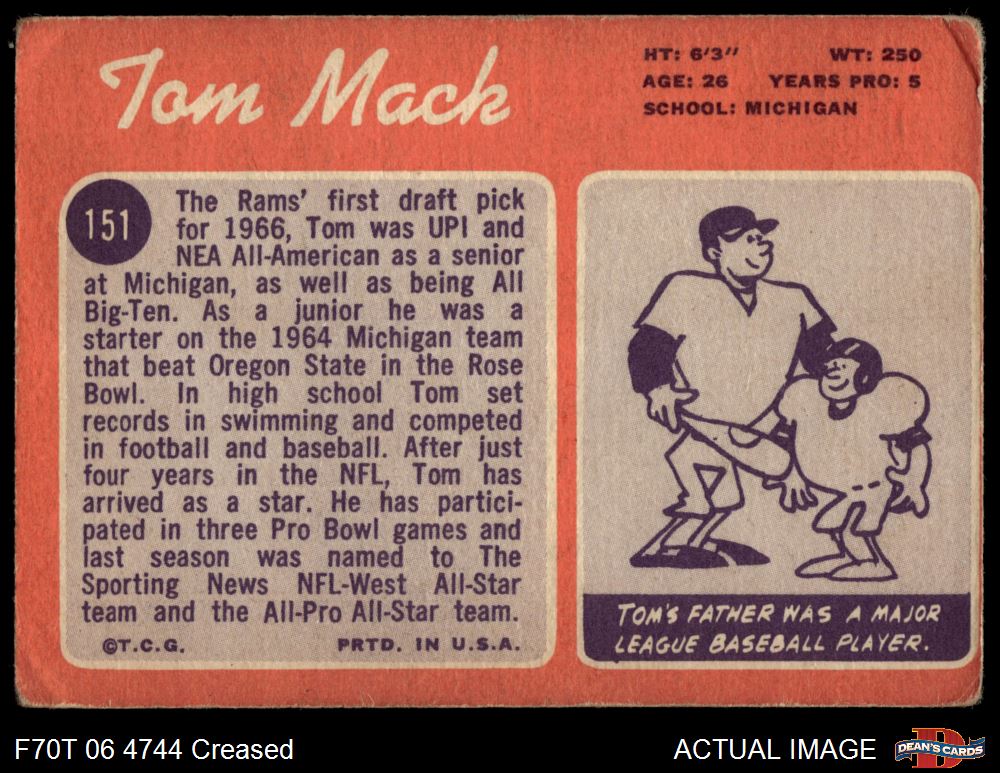 Tom Mack
HT: 6'3" WT: 250
AGE: 26 YEARS PRO: 5
SCHOOL: MICHIGAN
151
The Rams' first draft pick
for 1966, Tom was UPI and
NEA All-American as a senior
at Michigan, as well as being All
Big-Ten. As a junior he was a
starter on the 1964 Michigan team
that beat Oregon State in the Rose
Bowl. In high school Tom set
records in swimming and competed
in football and baseball. After just
four years in the NFL, Tom has
arrived as a star. He has partici-
pated in three Pro Bowl games and
last season was named to The
Sporting News NFL-West All-Star
team and the All-Pro All-Star team.
©T.C.G. PRTD. IN U.S.A.
TOM'S FATHER WAS A MAJOR
LEAGUE BASEBALL PLAYER.
F70T 06 4744 Creased
ACTUAL IMAGE
D
DEAN'S CARDS